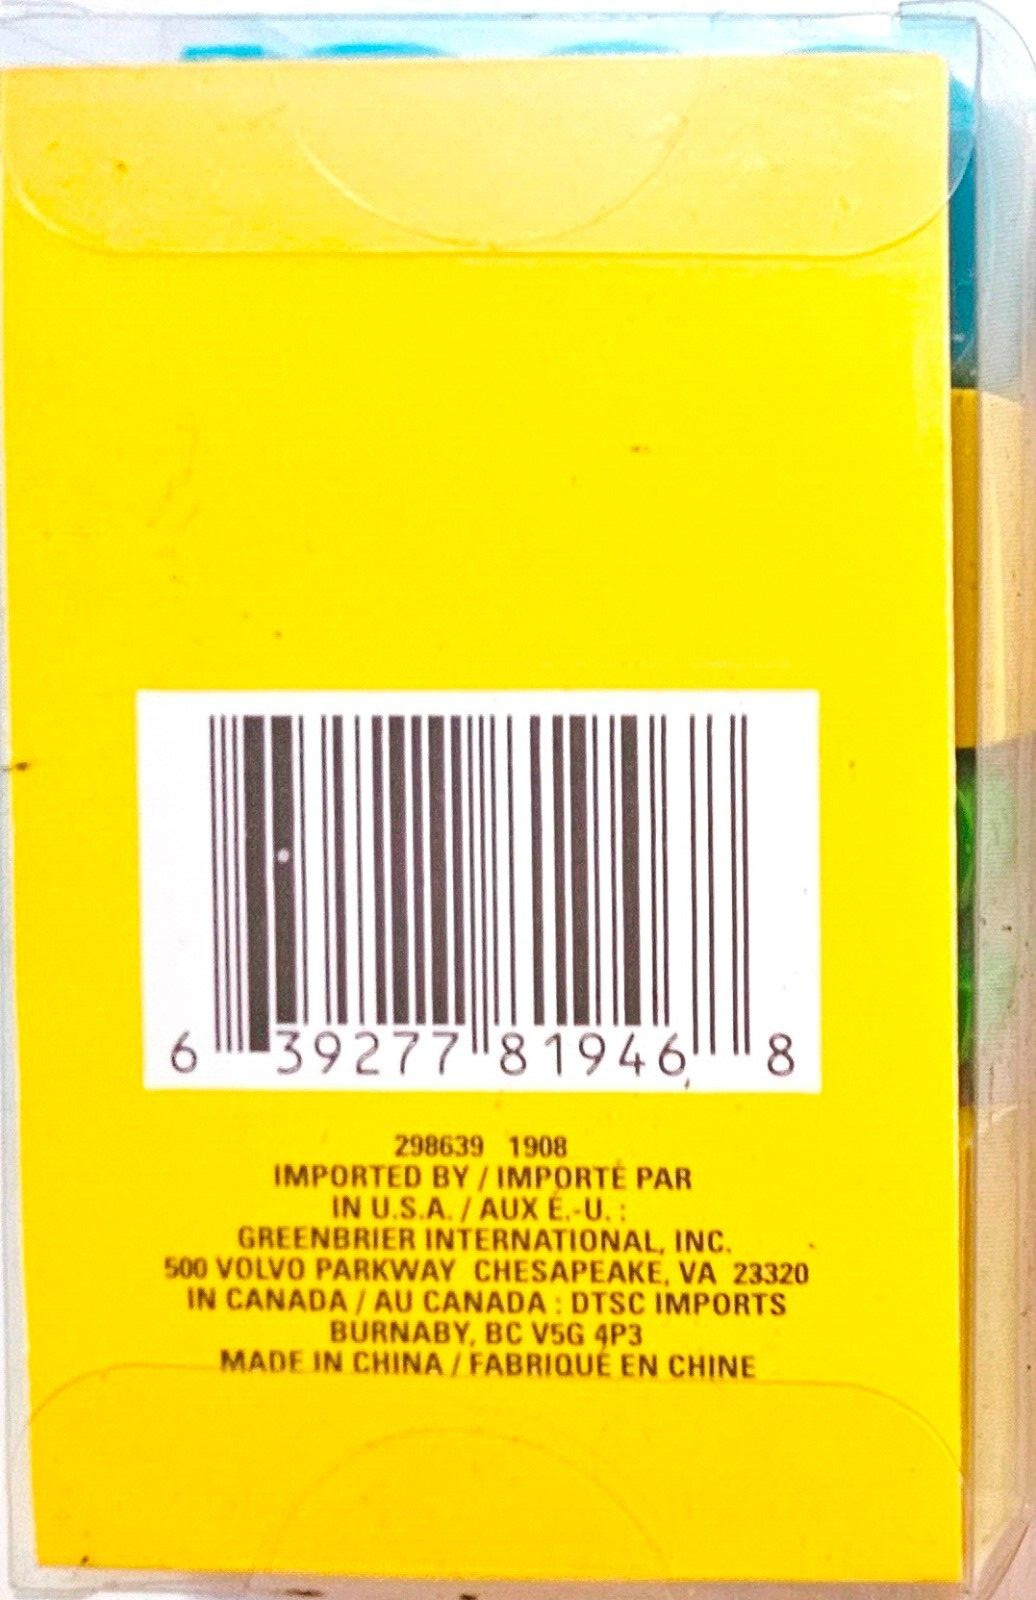 6 39277 81946 8
298639 1908
IMPORTED BY / IMPORTÉ PAR
IN U.S.A. / AUX É.-U. :
GREENBRIER INTERNATIONAL, INC.
500 VOLVO PARKWAY CHESAPEAKE, VA 23320
IN CANADA / AU CANADA : DTSC IMPORTS
BURNABY, BC V5G 4P3
MADE IN CHINA / FABRIQUÉ EN CHINE